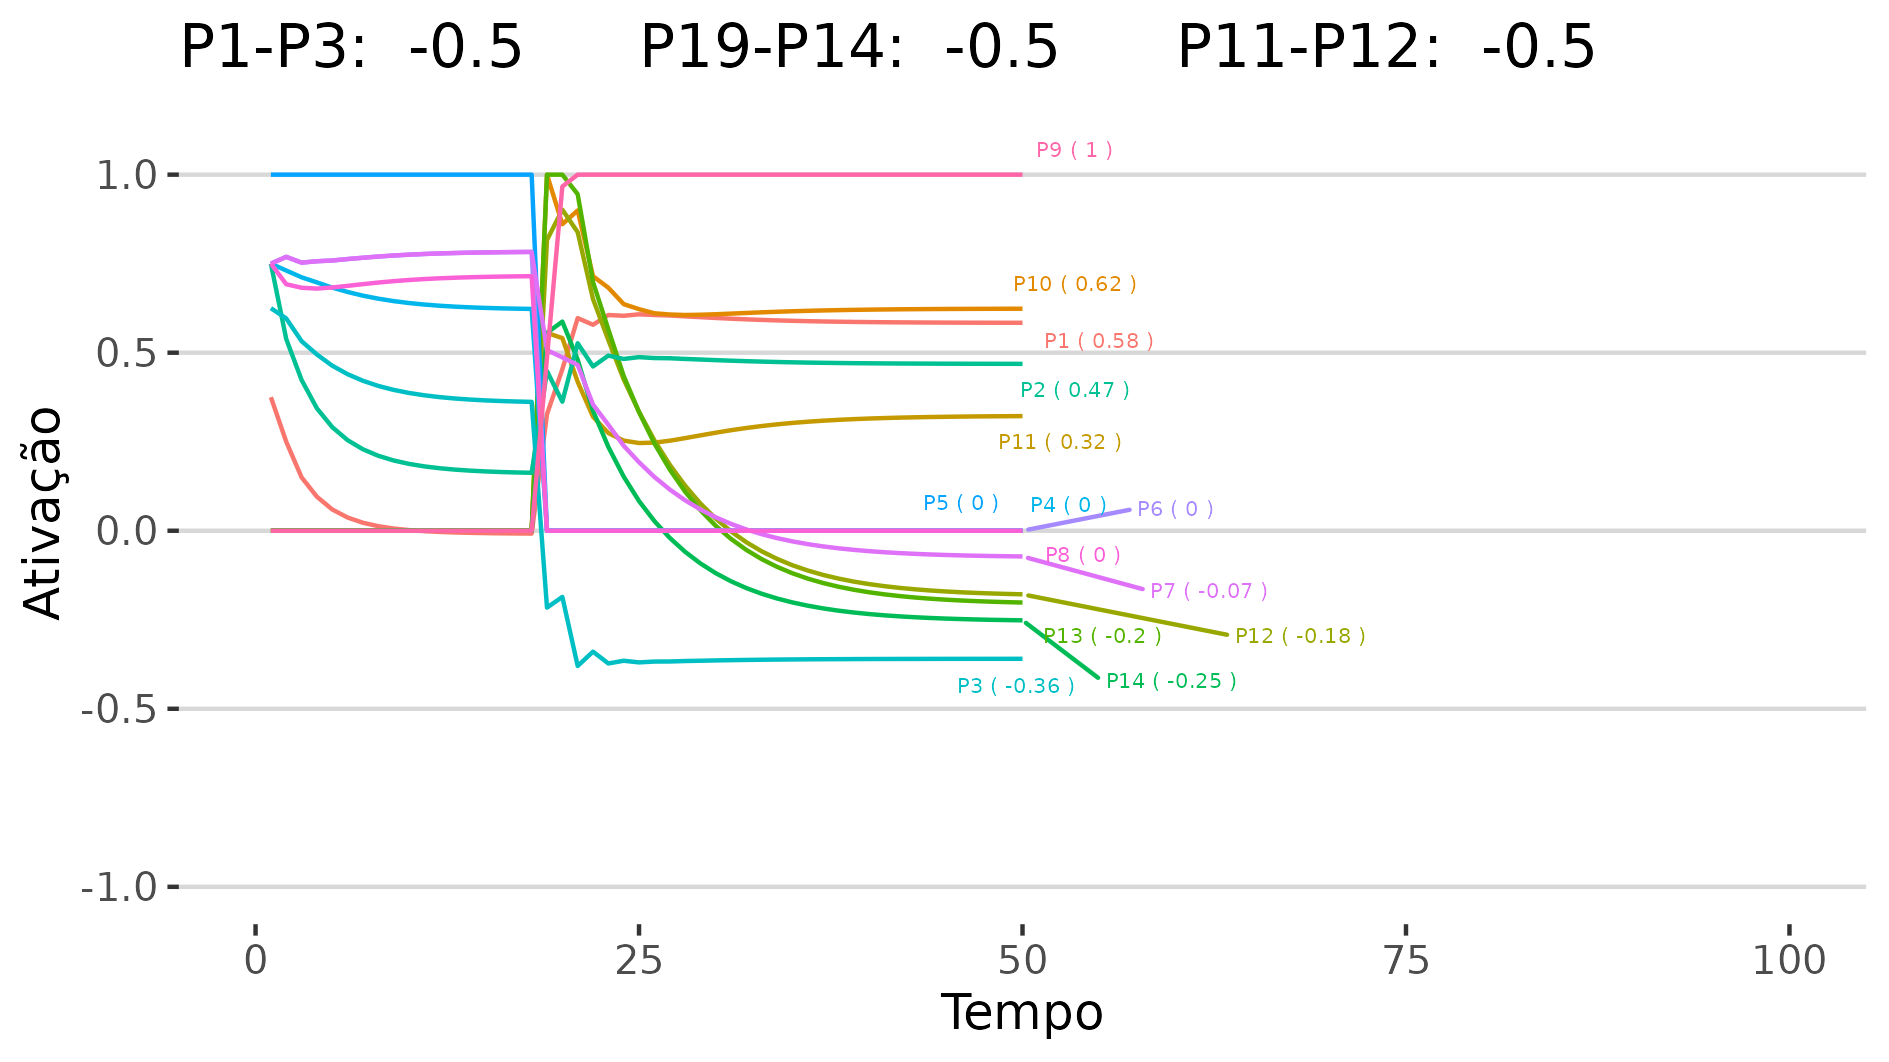 P1-P3:  -0.5 P19-P14:  -0.5 P11-P12:  -0.5
P9 ( 1 )
1.0
P10 ( 0.62 )
P1 ( 0.58 )
0.5
P2 ( 0.47 )
P11 ( 0.32 )
P5 ( 0 ) P4 ( 0 ) P6 ( 0 )
0.0
P8 ( 0 )
P7 ( -0.07 )
P13 ( -0.2 ) P12 ( -0.18 )
P14 ( -0.25 )
P3 ( -0.36 )
-0.5
-1.0
Ativação
0 25 50 75 100
Tempo